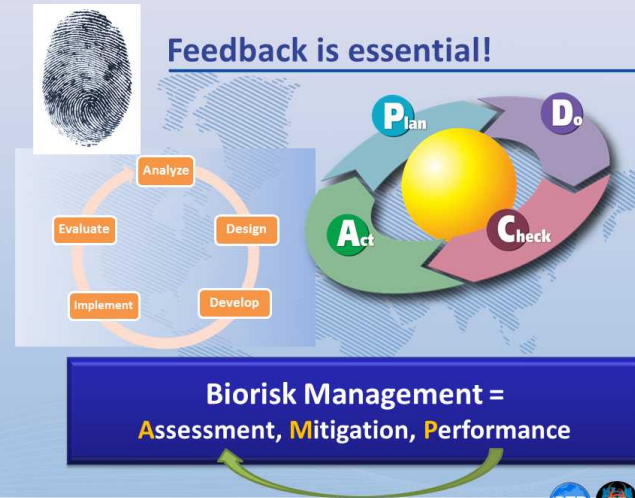 Feedback is essential!
Plan
Do
Check
Act
Analyze
Design
Develop
Implement
Evaluate
Biorisk Management =
Assessment, Mitigation, Performance